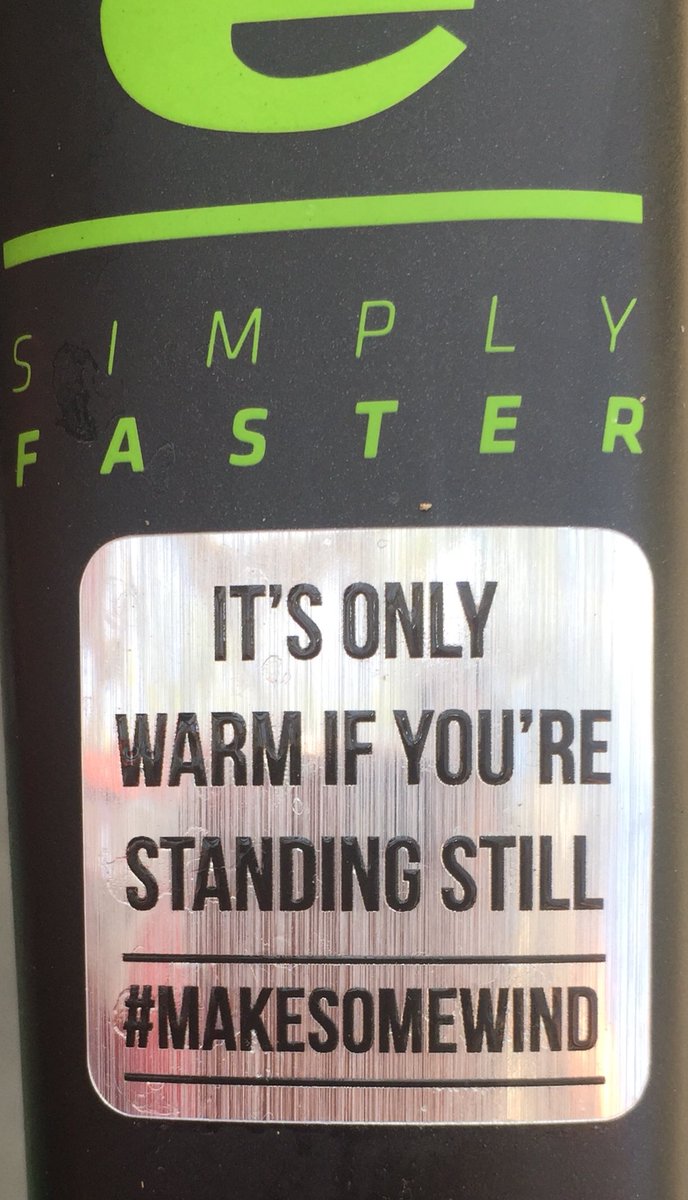 e
SIMPLY
FASTER
IT'S ONLY
WARM IF YOU'RE
STANDING STILL
#MAKESOMEWIND